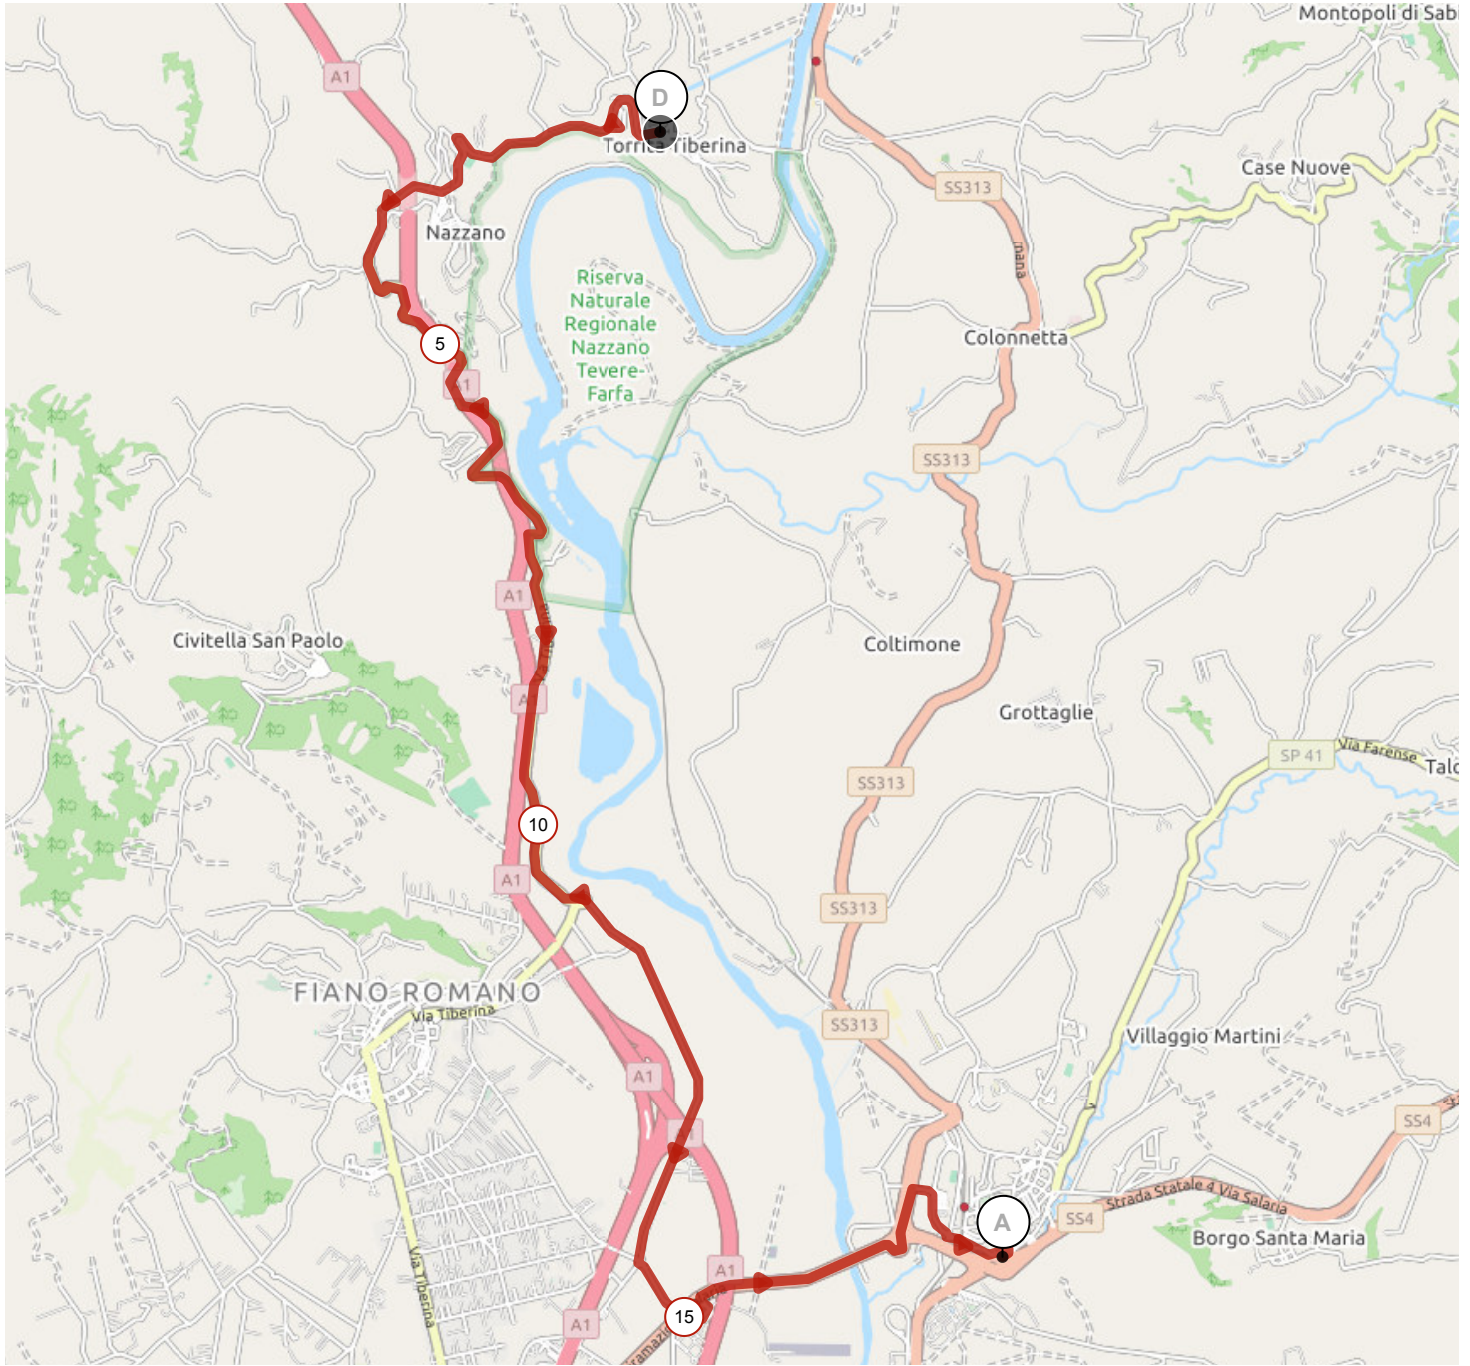 Montopoli di Sab
A1
D
Torrita Tiberina
Case Nuove
SS313
Nazzano
Riserva
Naturale
Regionale
Nazzano
Tevere-
Farfa
Colonnetta
5
SS313
A1
Civitella San Paolo
Coltimone
Grottaglie
SP 41
Via Farense
Talo
SS313
10
A1
SS313
FIANO ROMANO
Via Tiberina
SS313
Villaggio Martini
A1
SS4
Strada Statale 4 Via Salaria
A
SS4
Borgo Santa Maria
Via Tiberina
A1
15
A1